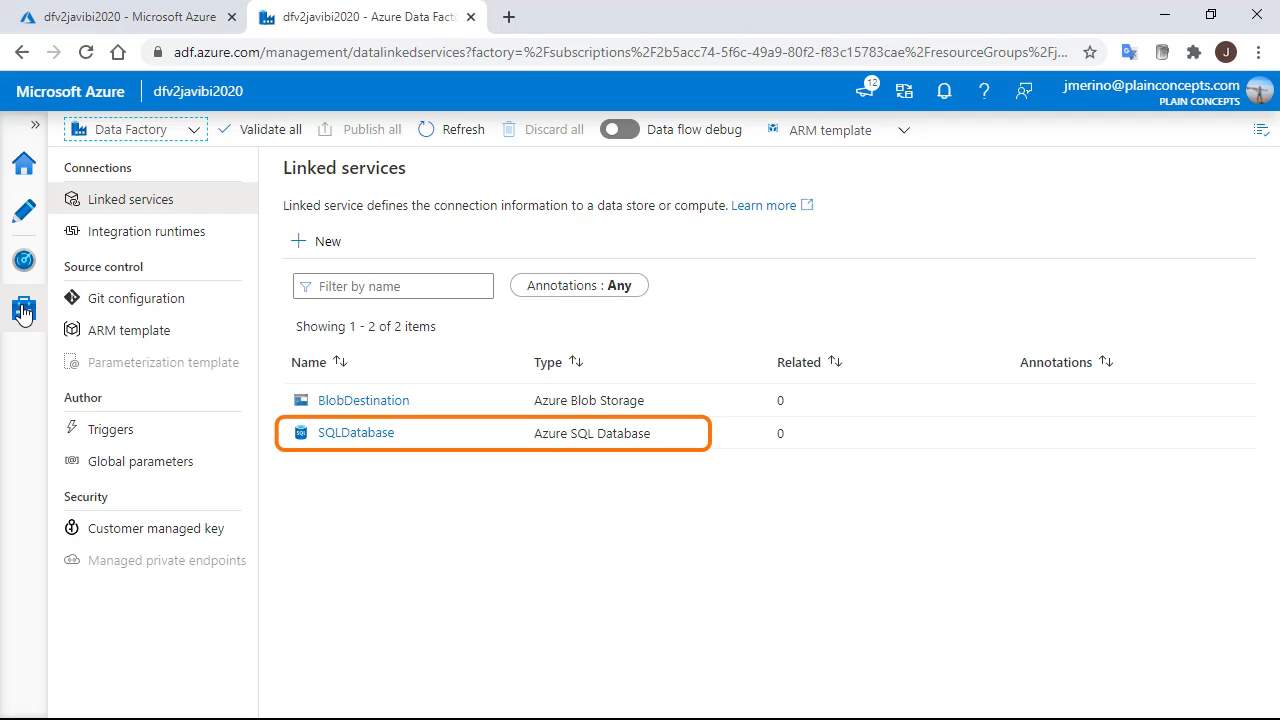 dfv2javibi2020 - Microsoft Azure
dfv2javibi2020 - Azure Data Fact
adf.azure.com/management/datalinkedservices?factory=%2Fsubscriptions%2F2b5acc74-5f6c-49a9-80f2-f83c15783cae%2FresourceGroups%2Fj...
J
Microsoft Azure
dfv2javibi2020
12
jmerino@plainconcepts.com
PLAIN CONCEPTS
Data Factory
Validate all
Publish all
Refresh
Discard all
Data flow debug
ARM template
Connections
Linked services
Integration runtimes
Source control
Git configuration
ARM template
Parameterization template
Author
Triggers
Global parameters
Security
Customer managed key
Managed private endpoints
Linked services
Linked service defines the connection information to a data store or compute. Learn more
New
Filter by name
Annotations : Any
Showing 1 - 2 of 2 items
Name Type Related Annotations
BlobDestination Azure Blob Storage 0
SQL SQLDatabase Azure SQL Database 0